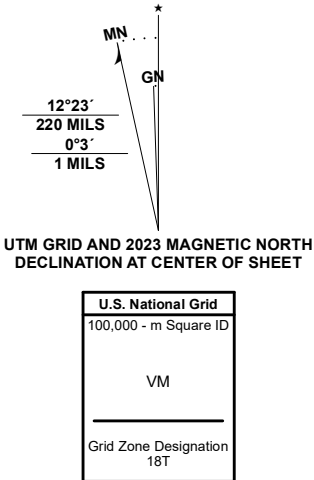 ★
MN
GN
12°23´
220 MILS
0°3´
1 MILS
UTM GRID AND 2023 MAGNETIC NORTH
DECLINATION AT CENTER OF SHEET
U.S. National Grid
100,000 - m Square ID
VM
Grid Zone Designation
18T